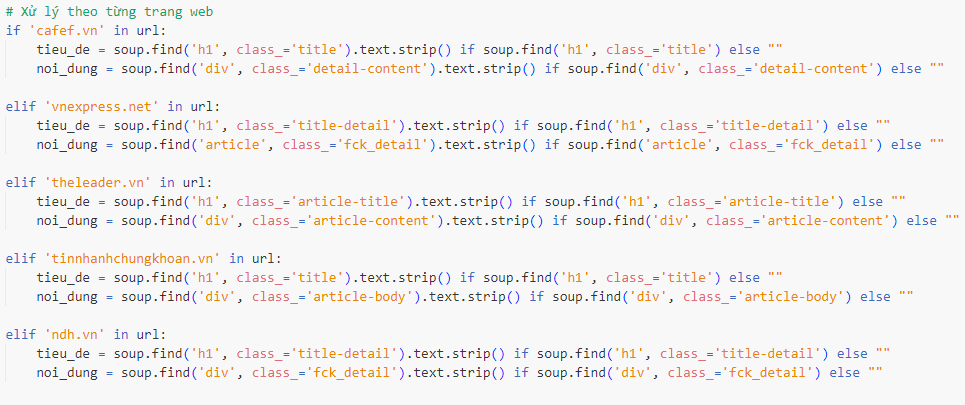 # Xử lý theo từng trang web
if 'cafef.vn' in url:
    tieu_de = soup.find('h1', class_='title').text.strip() if soup.find('h1', class_='title') else ""
    noi_dung = soup.find('div', class_='detail-content').text.strip() if soup.find('div', class_='detail-content') else ""

elif 'vnexpress.net' in url:
    tieu_de = soup.find('h1', class_='title-detail').text.strip() if soup.find('h1', class_='title-detail') else ""
    noi_dung = soup.find('article', class_='fck_detail').text.strip() if soup.find('article', class_='fck_detail') else ""

elif 'theleader.vn' in url:
    tieu_de = soup.find('h1', class_='article-title').text.strip() if soup.find('h1', class_='article-title') else ""
    noi_dung = soup.find('div', class_='article-content').text.strip() if soup.find('div', class_='article-content') else ""

elif 'tinnhanhchungkhoan.vn' in url:
    tieu_de = soup.find('h1', class_='title').text.strip() if soup.find('h1', class_='title') else ""
    noi_dung = soup.find('div', class_='article-body').text.strip() if soup.find('div', class_='article-body') else ""

elif 'ndh.vn' in url:
    tieu_de = soup.find('h1', class_='title-detail').text.strip() if soup.find('h1', class_='title-detail') else ""
    noi_dung = soup.find('div', class_='fck_detail').text.strip() if soup.find('div', class_='fck_detail') else ""